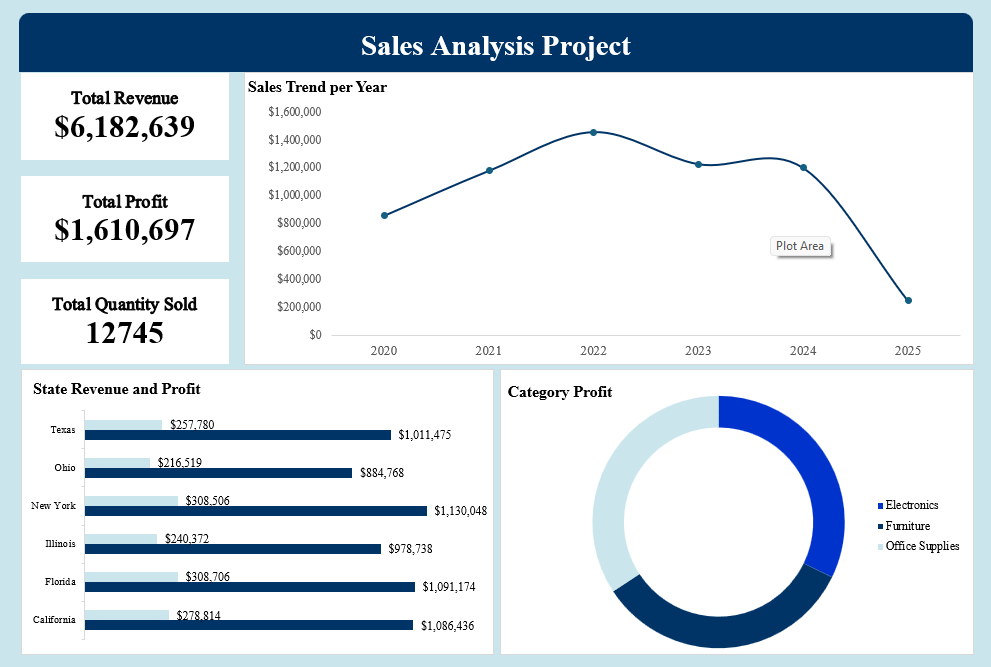 Sales Analysis Project
Total Revenue
$6,182,639
Total Profit
$1,610,697
Total Quantity Sold
12745
Sales Trend per Year
$1,600,000
$1,400,000
$1,200,000
$1,000,000
$800,000
$600,000
$400,000
$200,000
$0
Plot Area
2020 2021 2022 2023 2024 2025
State Revenue and Profit
Texas $257,780 $1,011,475
Ohio $216,519 $884,768
New York $308,506 $1,130,048
Illinois $240,372 $978,738
Florida $308,706 $1,091,174
California $278,814 $1,086,436
Category Profit
Electronics
Furniture
Office Supplies